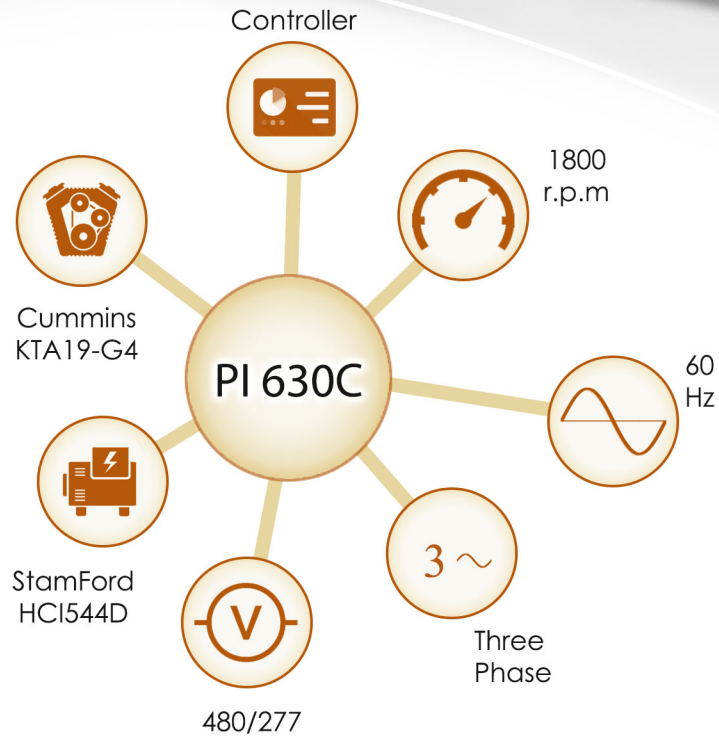 Controller
1800
r.p.m
Cummins
KTA19-G4
PI 630C
60
Hz
StamFord
HCI544D
V
3
Three
Phase
480/277